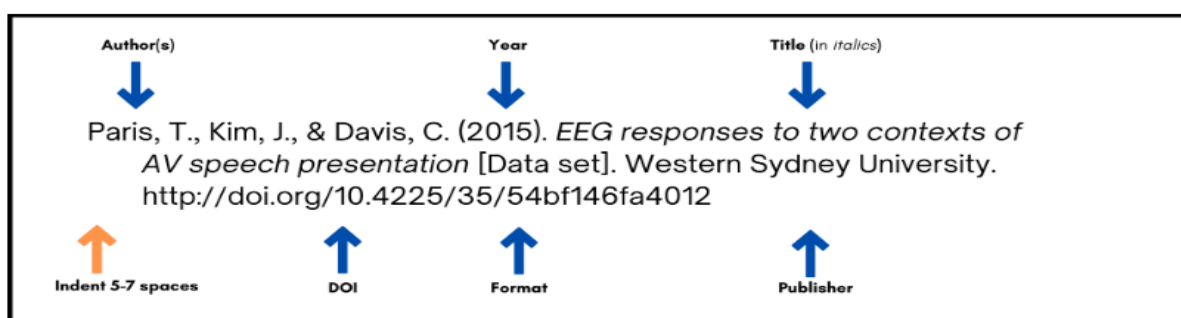 Author(s) Year Title (in italics)
Paris, T., Kim, J., & Davis, C. (2015). EEG responses to two contexts of
AV speech presentation [Data set]. Western Sydney University.
http://doi.org/10.4225/35/54bf146fa4012
Indent 5-7 spaces DOI Format Publisher